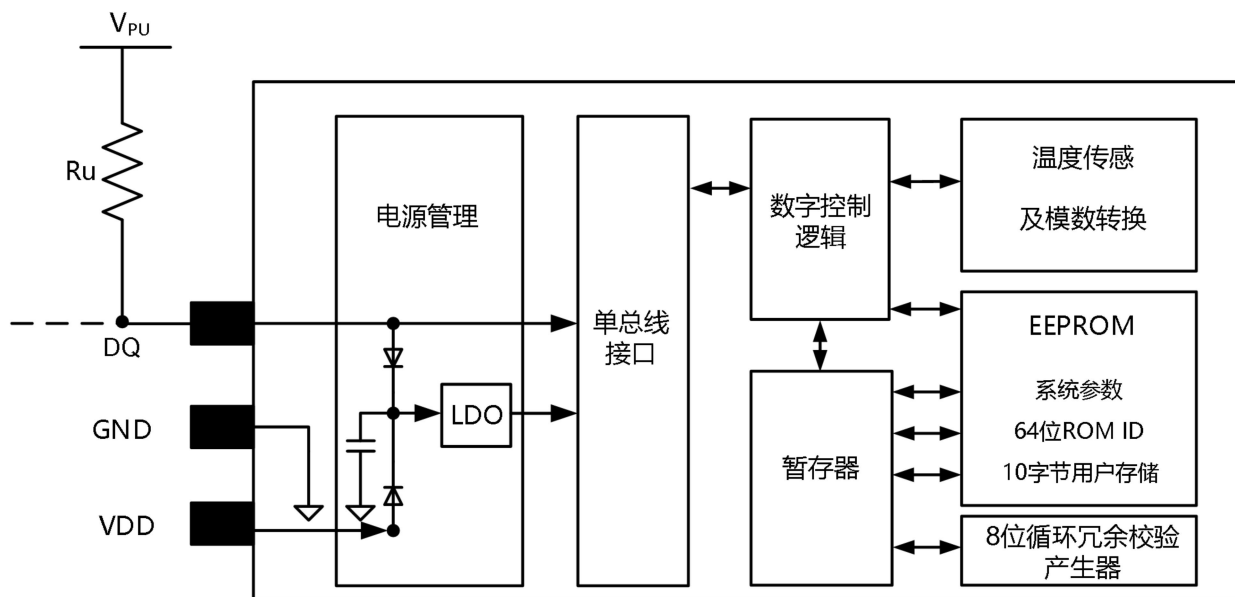 VPU
Ru
DQ
GND
VDD
电源管理
LDO
单总线
接口
数字控制
逻辑
暂存器
温度传感
及模数转换
EEPROM
系统参数
64位ROM ID
10字节用户存储
8位循环冗余校验
产生器